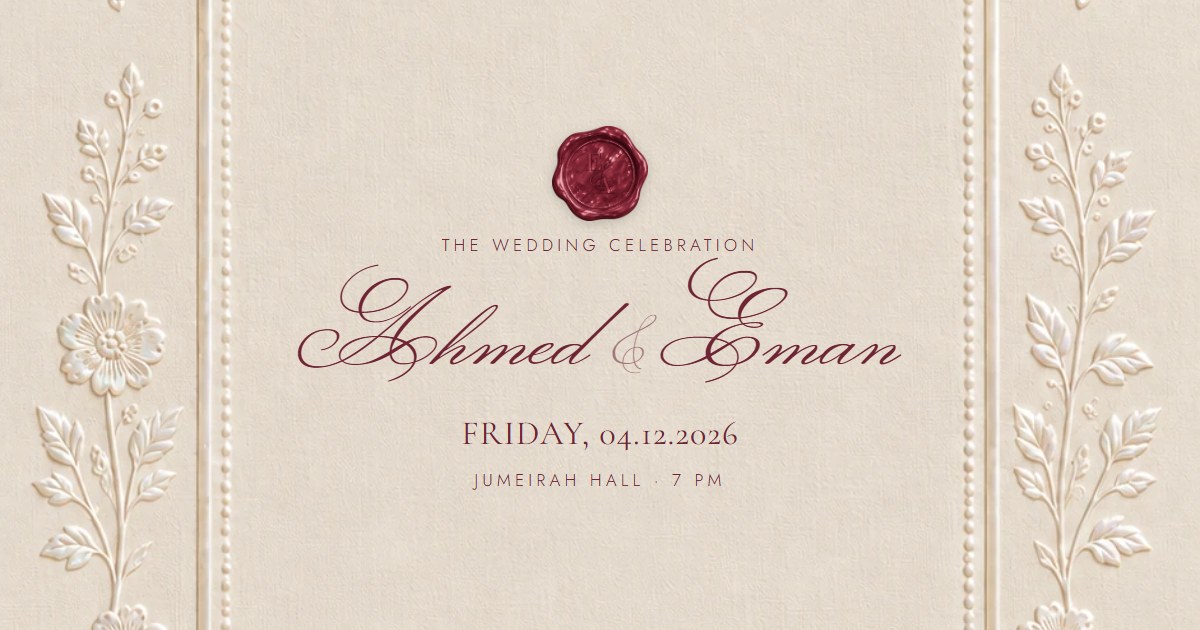 THE WEDDING CELEBRATION
Ahmed & Eman
FRIDAY, 04.12.2026
JUMEIRAH HALL · 7 PM